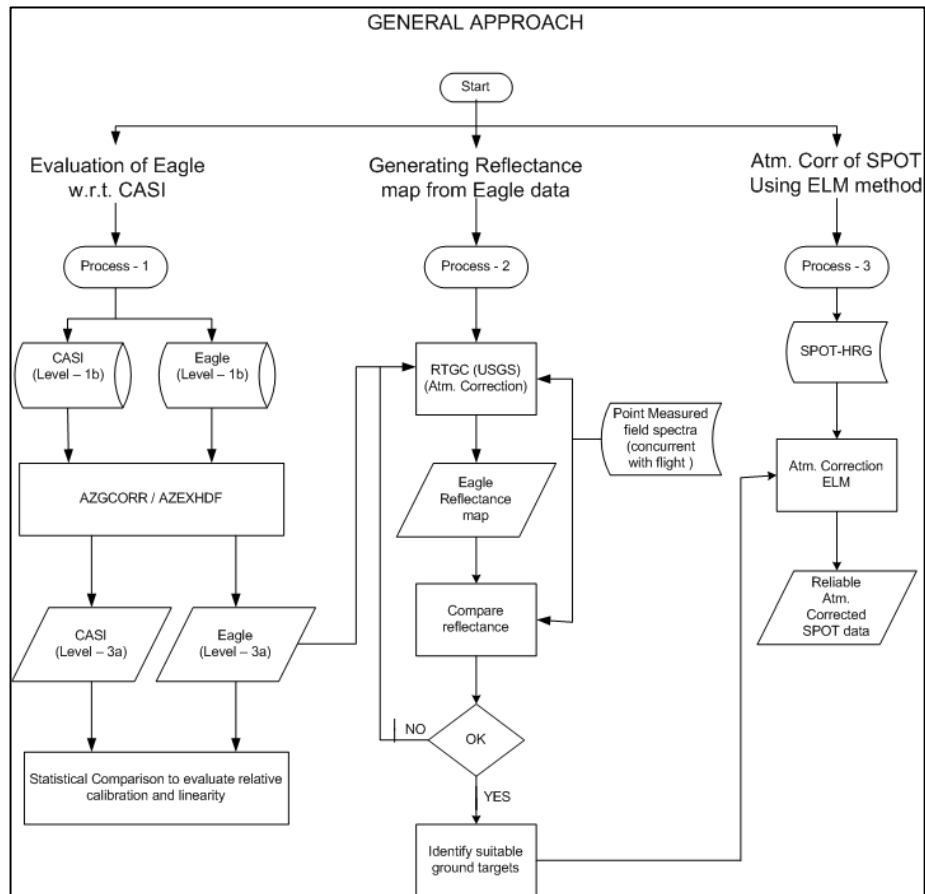 GENERAL APPROACH
Start
Evaluation of Eagle
w.r.t. CASI
Generating Reflectance
map from Eagle data
Atm. Corr of SPOT
Using ELM method
Process - 1
Process - 2
Process - 3
CASI
(Level – 1b)
Eagle
(Level – 1b)
RTGC (USGS)
(Atm. Correction)
SPOT-HRG
Point Measured
field spectra
(concurrent
with flight )
AZGCORR / AZEXHDF
Eagle
Reflectance
map
Atm. Correction
ELM
CASI
(Level – 3a)
Eagle
(Level – 3a)
Compare
reflectance
Reliable
Atm.
Corrected
SPOT data
NO
OK
YES
Statistical Comparison to evaluate relative
calibration and linearity
Identify suitable
ground targets